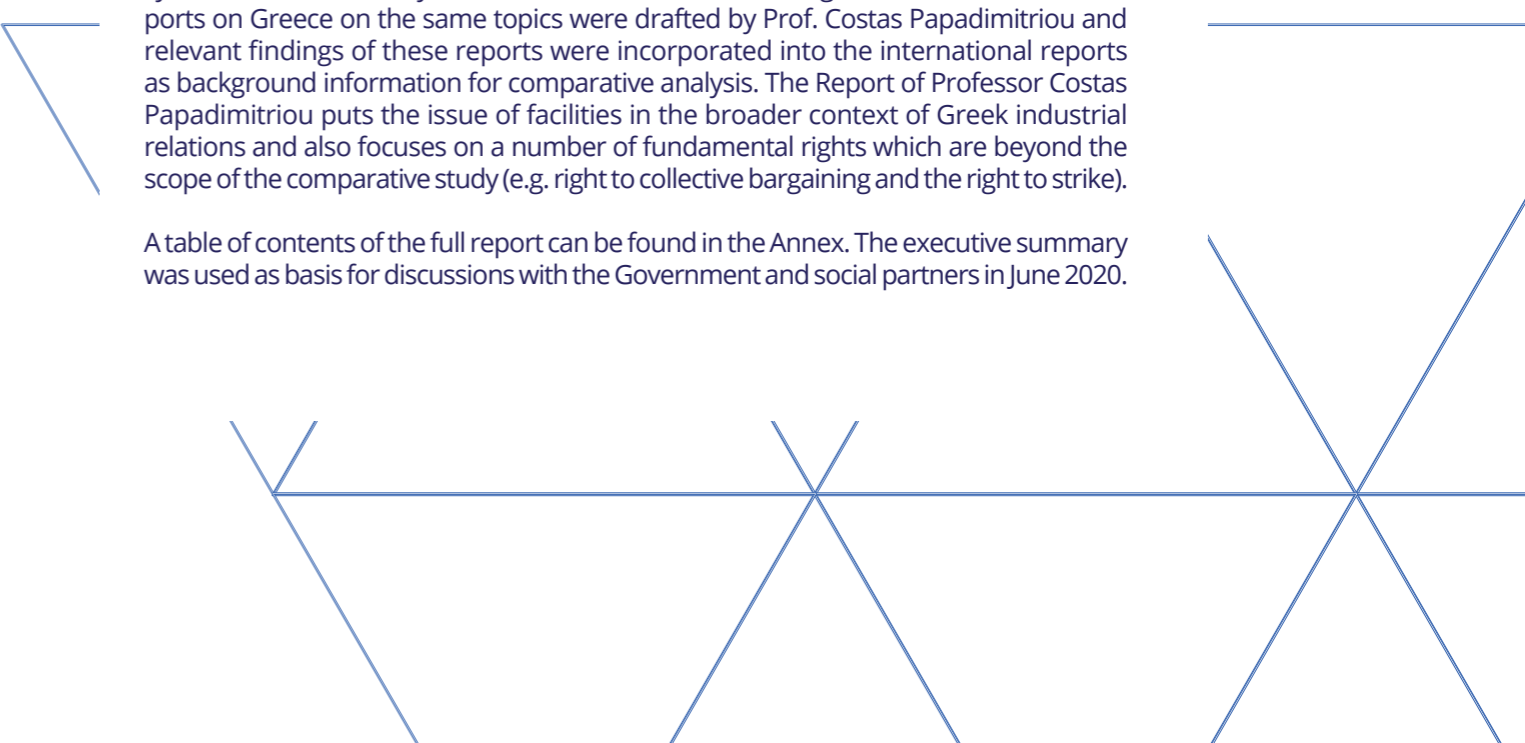 ports on Greece on the same topics were drafted by Prof. Costas Papadimitriou and
relevant findings of these reports were incorporated into the international reports
as background information for comparative analysis. The Report of Professor Costas
Papadimitriou puts the issue of facilities in the broader context of Greek industrial
relations and also focuses on a number of fundamental rights which are beyond the
scope of the comparative study (e.g. right to collective bargaining and the right to strike).
A table of contents of the full report can be found in the Annex. The executive summary
was used as basis for discussions with the Government and social partners in June 2020.